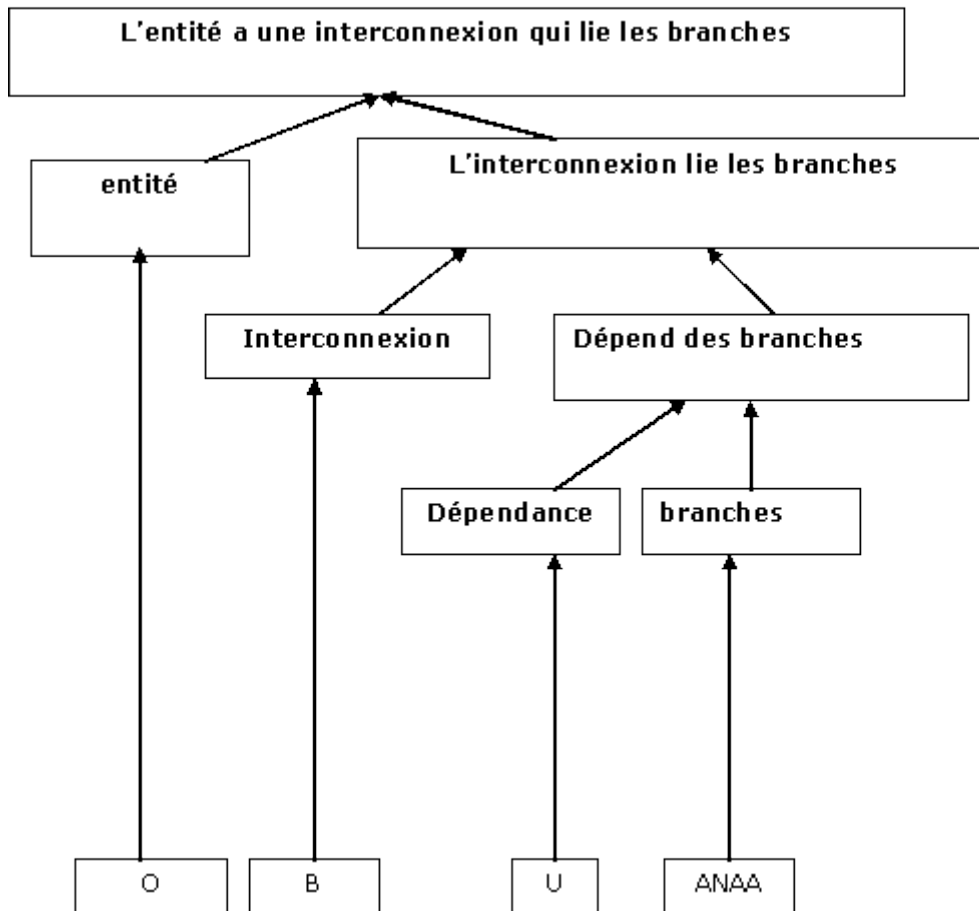 L'entité a une interconnexion qui lie les branches
entité
L'interconnexion lie les branches
Interconnexion
Dépend des branches
Dépendance
branches
O
B
U
ANAA